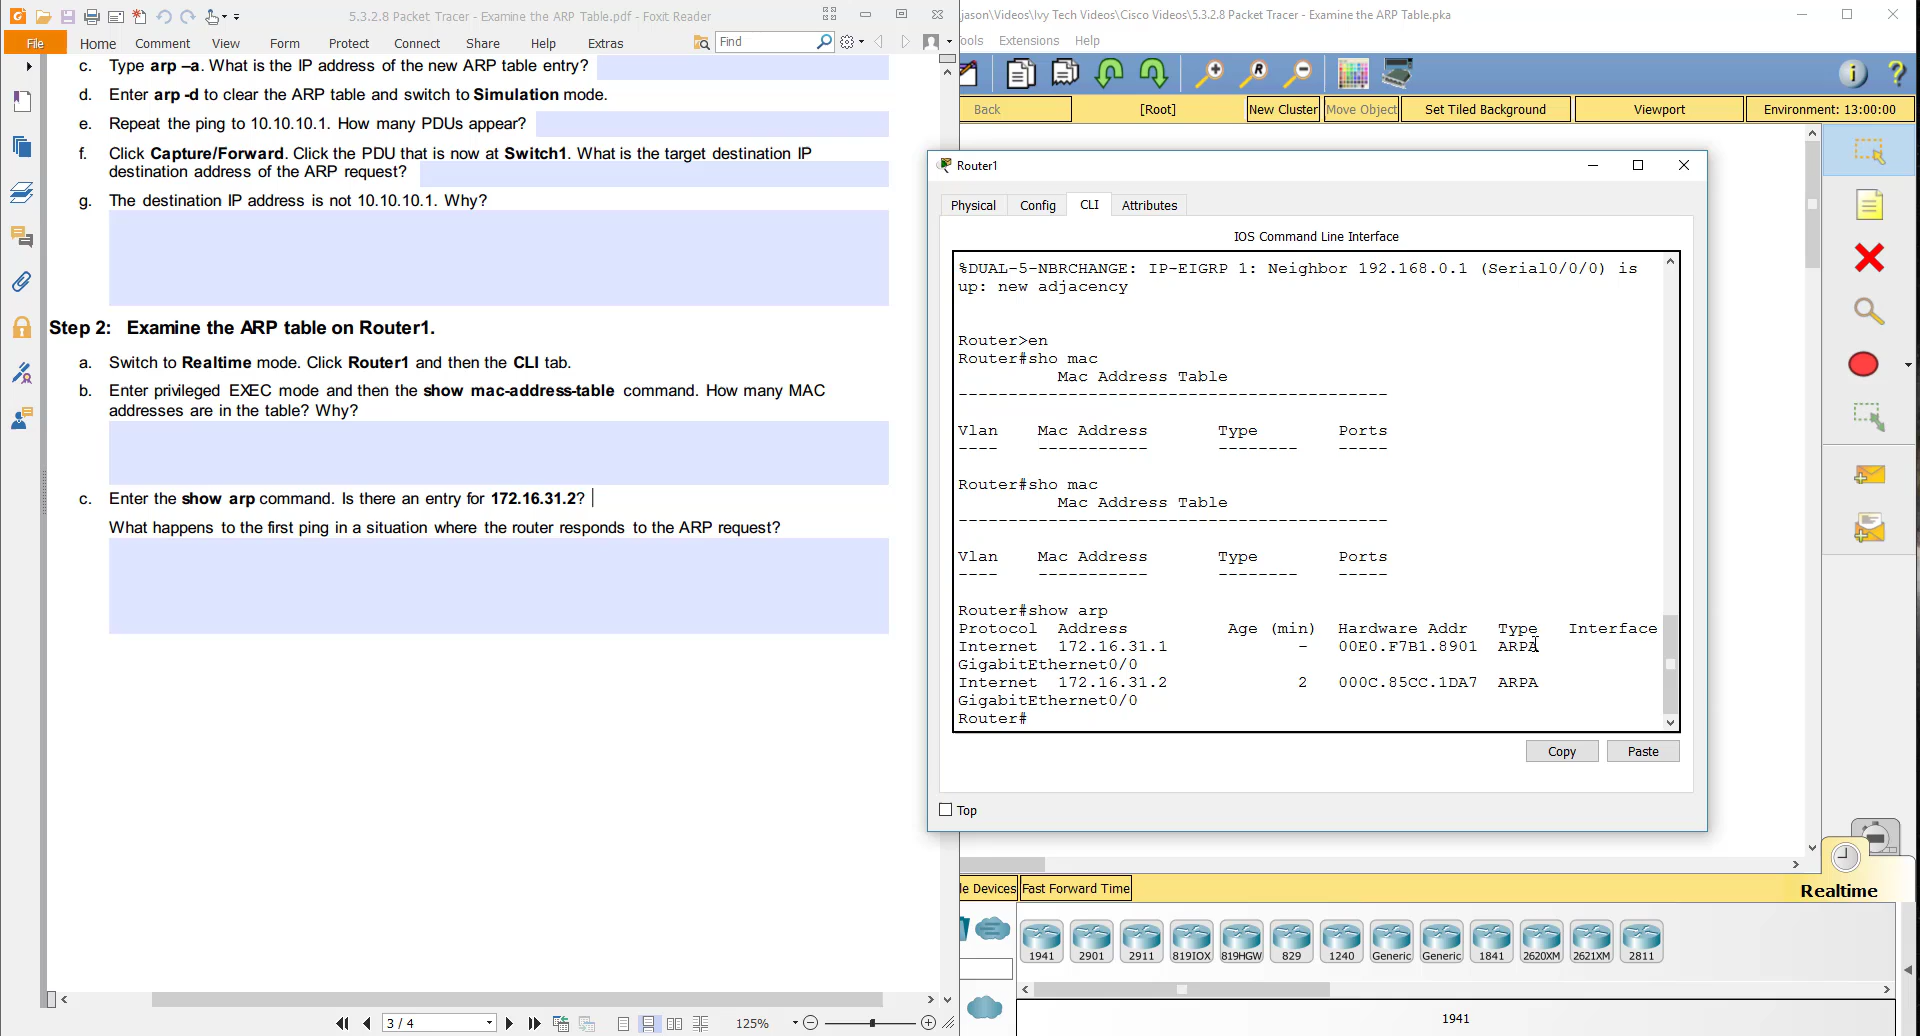 5.3.2.8 Packet Tracer - Examine the ARP Table.pdf - Foxit Reader
File Home Comment View Form Protect Connect Share Help Extras Find
c. Type arp –a. What is the IP address of the new ARP table entry?
d. Enter arp -d to clear the ARP table and switch to Simulation mode.
e. Repeat the ping to 10.10.10.1. How many PDUs appear?
f. Click Capture/Forward. Click the PDU that is now at Switch1. What is the target destination IP
destination address of the ARP request?
g. The destination IP address is not 10.10.10.1. Why?
Step 2: Examine the ARP table on Router1.
a. Switch to Realtime mode. Click Router1 and then the CLI tab.
b. Enter privileged EXEC mode and then the show mac-address-table command. How many MAC
addresses are in the table? Why?
c. Enter the show arp command. Is there an entry for 172.16.31.2?
What happens to the first ping in a situation where the router responds to the ARP request?
3 / 4
125%
jason\Videos\Ivy Tech Videos\Cisco Videos\5.3.2.8 Packet Tracer - Examine the ARP Table.pka
ools Extensions Help
Back [Root] New Cluster Move Object Set Tiled Background Viewport Environment: 13:00:00
Router1
Physical Config CLI Attributes
IOS Command Line Interface
%DUAL-5-NBRCHANGE: IP-EIGRP 1: Neighbor 192.168.0.1 (Serial0/0/0) is
up: new adjacency
Router>en
Router#sho mac
Mac Address Table
-------------------------------------------
Vlan Mac Address Type Ports
---- ----------- -------- -----
Router#sho mac
Mac Address Table
-------------------------------------------
Vlan Mac Address Type Ports
---- ----------- -------- -----
Router#show arp
Protocol Address Age (min) Hardware Addr Type Interface
Internet 172.16.31.1 - 00E0.F7B1.8901 ARPA
GigabitEthernet0/0
Internet 172.16.31.2 2 000C.85CC.1DA7 ARPA
GigabitEthernet0/0
Router#
Copy Paste
Top
Realtime
le Devices Fast Forward Time
1941 2901 2911 819IOX 819HGW 829 1240 Generic Generic 1841 2620XM 2621XM 2811
1941